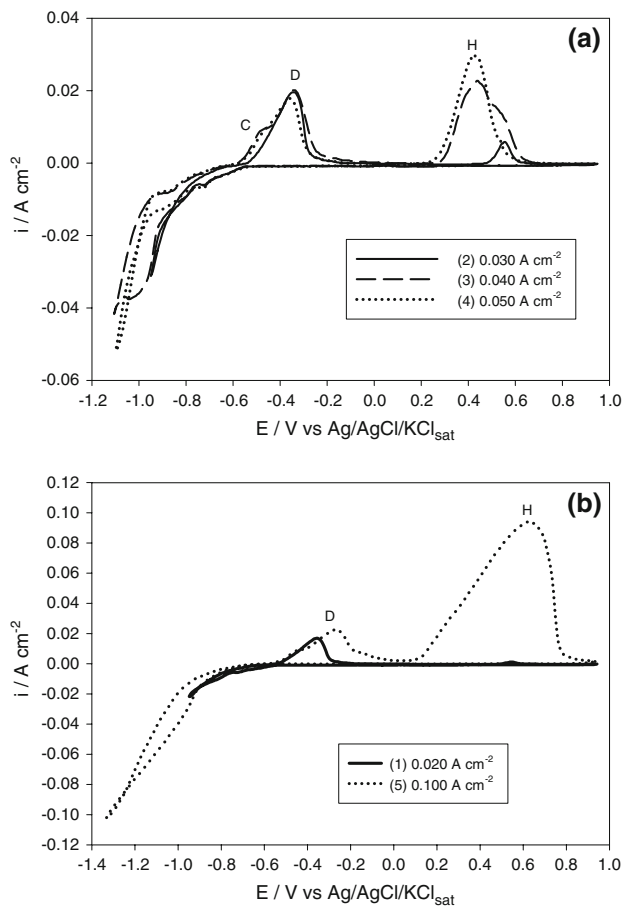 (a)
0.04
0.02
0.00
-0.02
-0.04
-0.06
i / A cm⁻²
C
D
H
(2) 0.030 A cm⁻²
(3) 0.040 A cm⁻²
(4) 0.050 A cm⁻²
-1.2 -1.0 -0.8 -0.6 -0.4 -0.2 0.0 0.2 0.4 0.6 0.8 1.0
E / V vs Ag/AgCl/KClsat
(b)
0.12
0.10
0.08
0.06
0.04
0.02
0.00
-0.02
-0.04
-0.06
-0.08
-0.10
-0.12
i / A cm⁻²
D
H
(1) 0.020 A cm⁻²
(5) 0.100 A cm⁻²
-1.4 -1.2 -1.0 -0.8 -0.6 -0.4 -0.2 0.0 0.2 0.4 0.6 0.8 1.0
E / V vs Ag/AgCl/KClsat